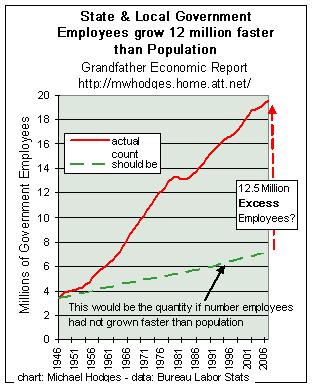 State & Local Government
Employees grow 12 million faster
than Population
Grandfather Economic Report
http://mwhodges.home.att.net/
Millions of Government Employees
20
18
16
14
12
10
8
6
4
2
0
actual
count
should be
12.5 Million
Excess
Employees?
This would be the quantity if number employees
had not grown faster than population
1946
1951
1956
1961
1966
1971
1976
1981
1986
1991
1996
2001
2006
chart: Michael Hodges - data: Bureau Labor Stats